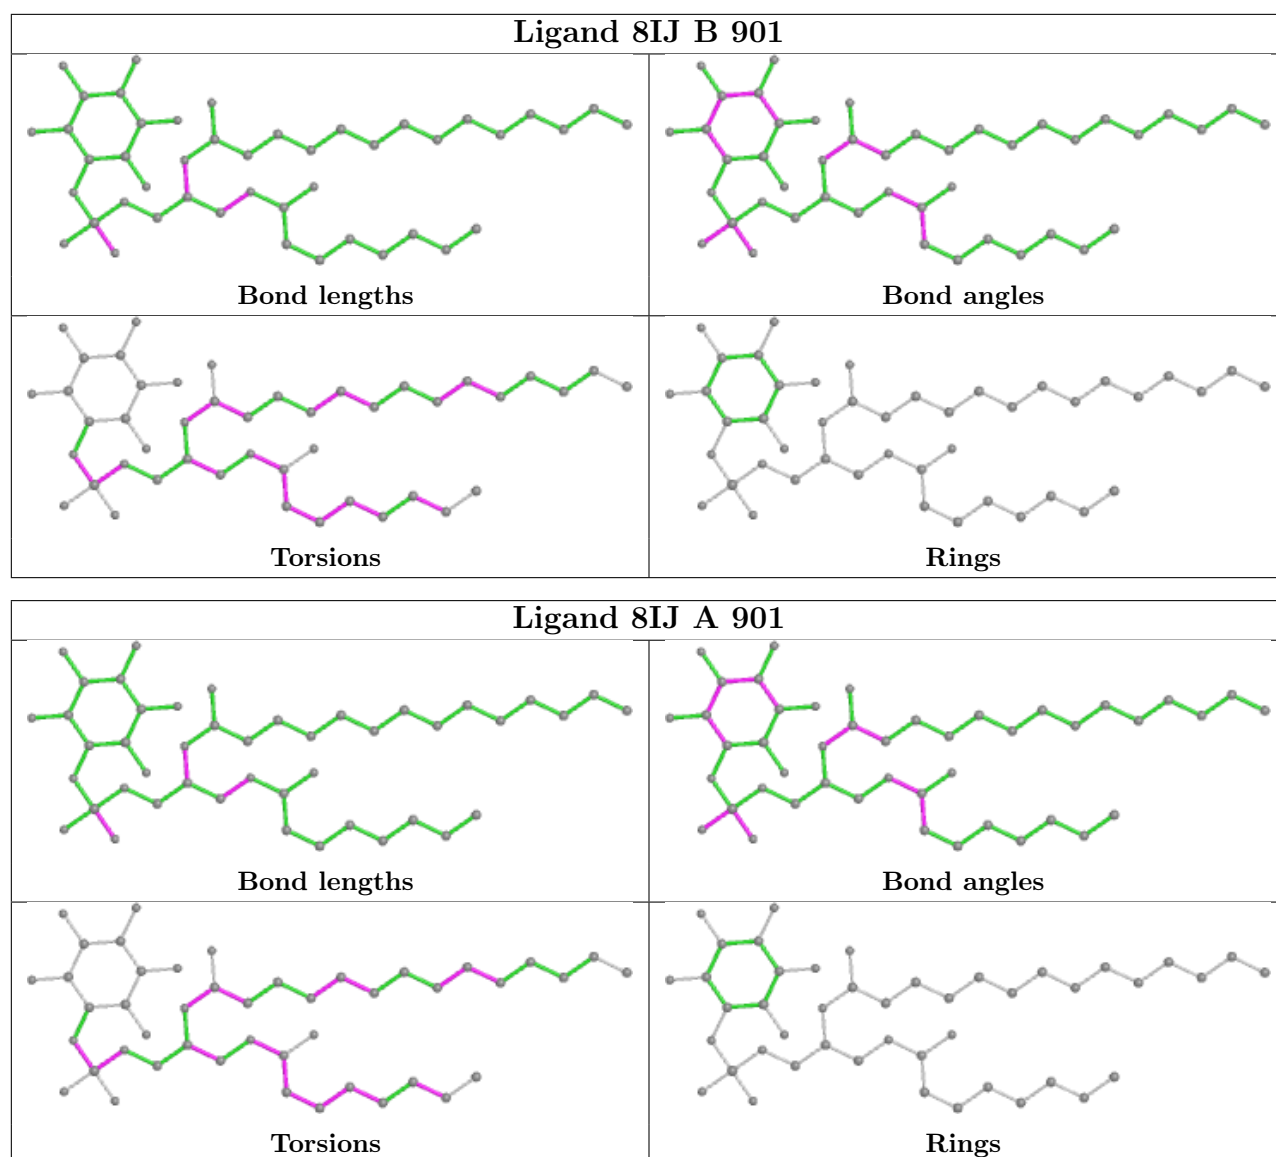 Ligand 8IJ B 901
Bond lengths
Bond angles
Torsions
Rings
Ligand 8IJ A 901
Bond lengths
Bond angles
Torsions
Rings